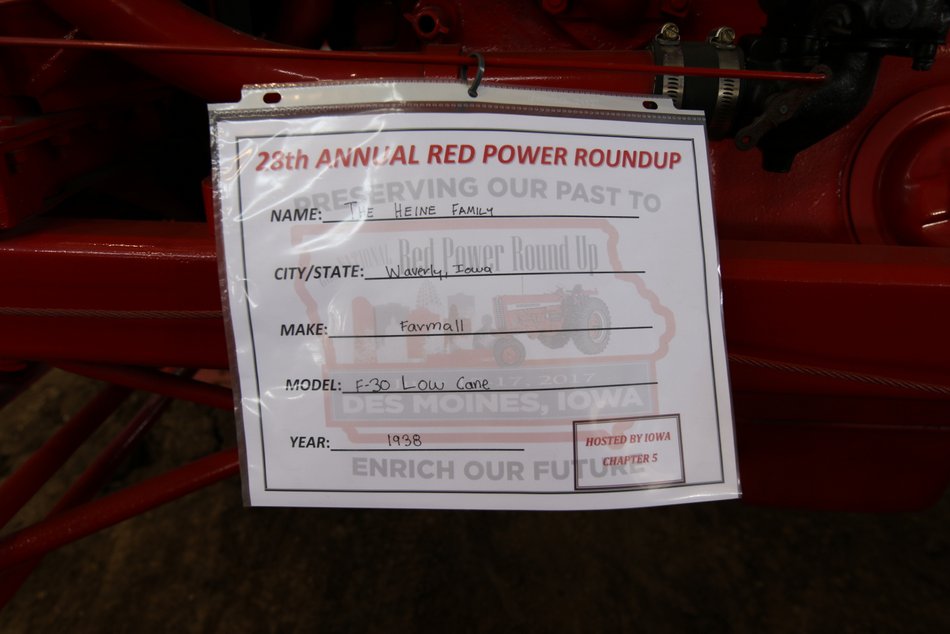 28th ANNUAL RED POWER ROUNDUP
PRESERVING OUR PAST TO
NAME: THE HEINE FAMILY
NATIONAL Red Power Round Up
CITY/STATE: Waverly, Iowa
MAKE: Farmall
MODEL: F-30 Low Cane
17, 2017
DES MOINES, IOWA
YEAR: 1938
HOSTED BY IOWA
CHAPTER 5
ENRICH OUR FUTURE